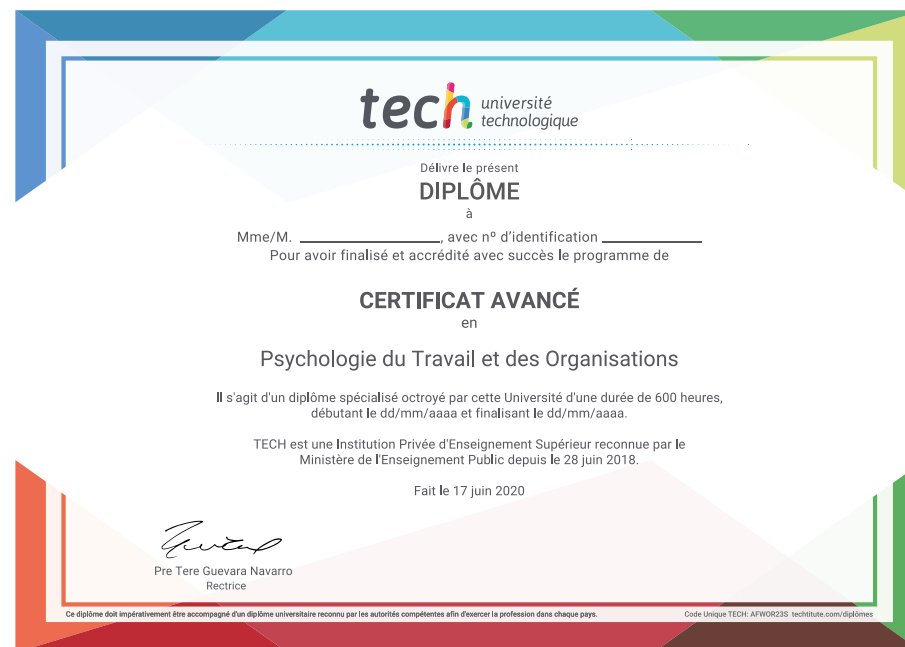 tech université
technologique
Délivre le présent
DIPLÔME
à
Mme/M. ____________, avec nº d'identification ____________
Pour avoir finalisé et accrédité avec succès le programme de
CERTIFICAT AVANCÉ
en
Psychologie du Travail et des Organisations
Il s'agit d'un diplôme spécialisé octroyé par cette Université d'une durée de 600 heures,
débutant le dd/mm/aaaa et finalisant le dd/mm/aaaa.
TECH est une Institution Privée d'Enseignement Supérieur reconnue par le
Ministère de l'Enseignement Public depuis le 28 juin 2018.
Fait le 17 juin 2020
Pre Tere Guevara Navarro
Rectrice
Ce diplôme doit impérativement être accompagné d'un diplôme universitaire reconnu par les autorités compétentes afin d'exercer la profession dans chaque pays.
Code Unique TECH: AFWOR23S techtitute.com/diplômes